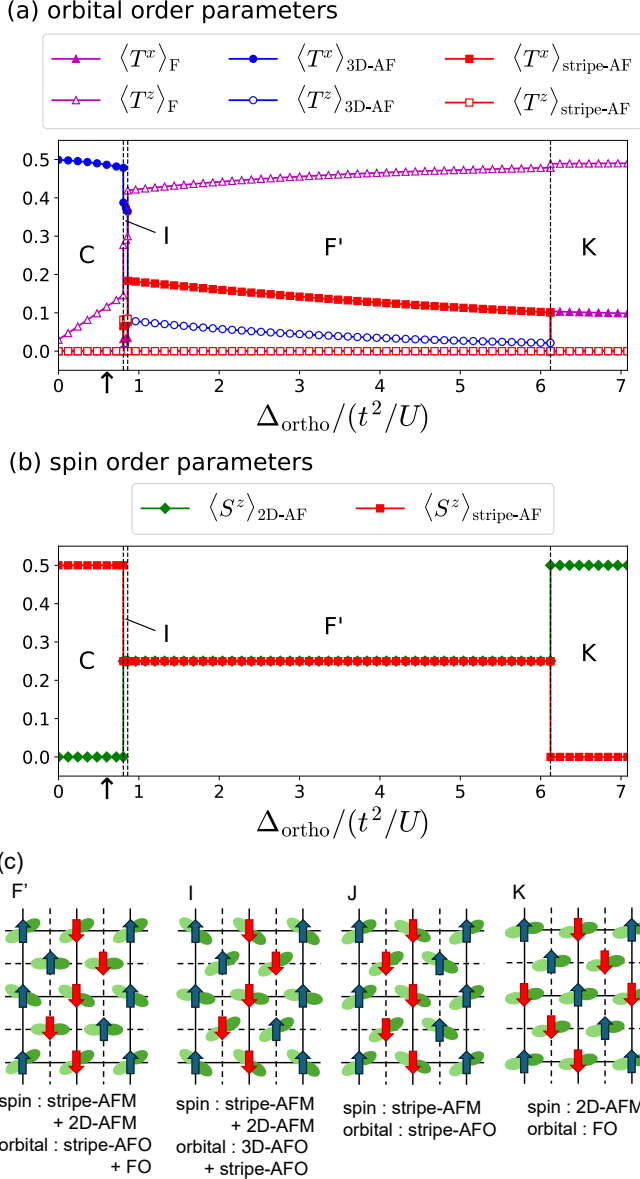 (a) orbital order parameters
⟨T^x⟩_F ⟨T^x⟩_3D-AF ⟨T^x⟩_stripe-AF
⟨T^z⟩_F ⟨T^z⟩_3D-AF ⟨T^z⟩_stripe-AF
0.5
0.4
0.3
0.2
0.1
0.0
C I F' K
0 1 2 3 4 5 6 7
Δ_ortho/(t^2/U)
(b) spin order parameters
⟨S^z⟩_2D-AF ⟨S^z⟩_stripe-AF
0.5
0.4
0.3
0.2
0.1
0.0
C I F' K
0 1 2 3 4 5 6 7
Δ_ortho/(t^2/U)
(c)
F’ I J K
spin : stripe-AFM
+ 2D-AFM
orbital : stripe-AFO
+ FO
spin : stripe-AFM
+ 2D-AFM
orbital : 3D-AFO
+ stripe-AFO
spin : stripe-AFM
orbital : stripe-AFO
spin : 2D-AFM
orbital : FO